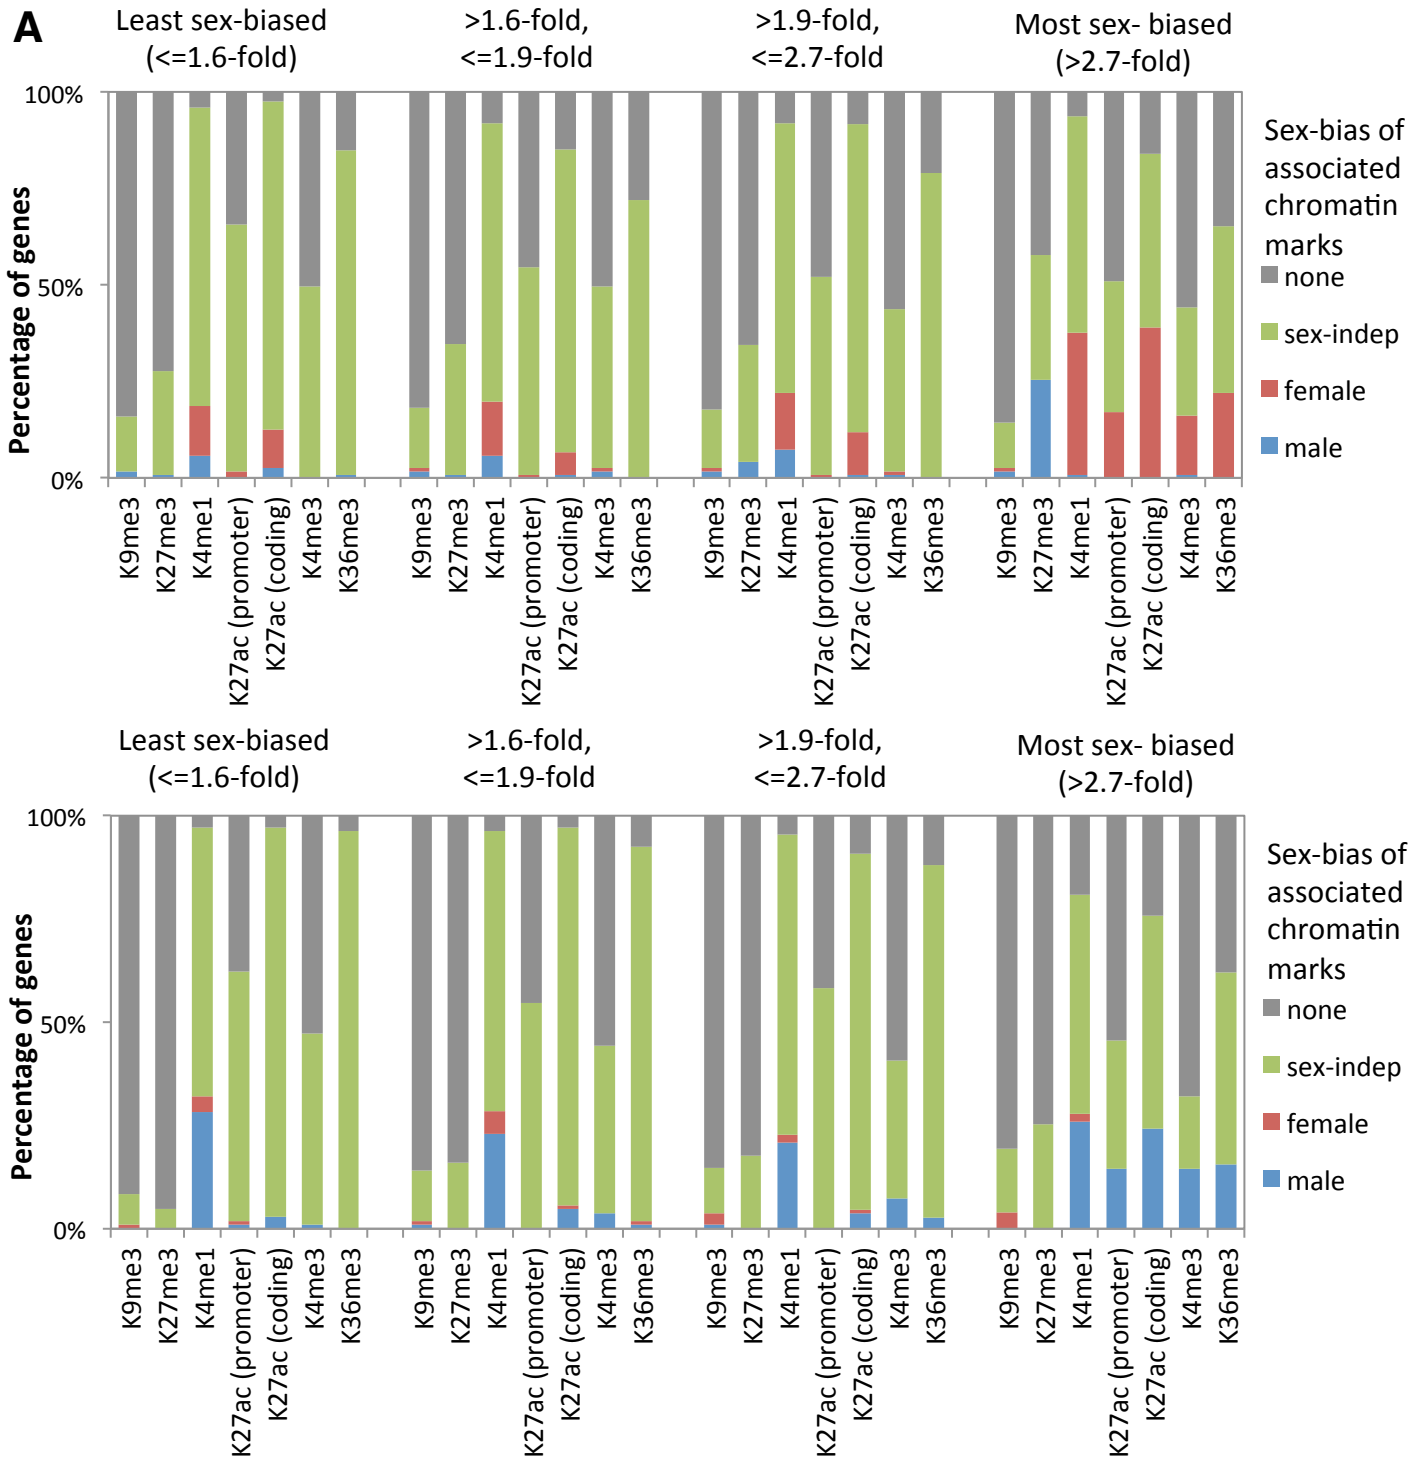 A
Least sex-biased
(<=1.6-fold)
>1.6-fold,
<=1.9-fold
>1.9-fold,
<=2.7-fold
Most sex- biased
(>2.7-fold)
Percentage of genes
100%
50%
0%
K9me3
K27me3
K4me1
K27ac (promoter)
K27ac (coding)
K4me3
K36me3
K9me3
K27me3
K4me1
K27ac (promoter)
K27ac (coding)
K4me3
K36me3
K9me3
K27me3
K4me1
K27ac (promoter)
K27ac (coding)
K4me3
K36me3
K9me3
K27me3
K4me1
K27ac (promoter)
K27ac (coding)
K4me3
K36me3
Sex-bias of
associated
chromatin
marks
none
sex-indep
female
male
Least sex-biased
(<=1.6-fold)
>1.6-fold,
<=1.9-fold
>1.9-fold,
<=2.7-fold
Most sex- biased
(>2.7-fold)
Percentage of genes
100%
50%
0%
K9me3
K27me3
K4me1
K27ac (promoter)
K27ac (coding)
K4me3
K36me3
K9me3
K27me3
K4me1
K27ac (promoter)
K27ac (coding)
K4me3
K36me3
K9me3
K27me3
K4me1
K27ac (promoter)
K27ac (coding)
K4me3
K36me3
K9me3
K27me3
K4me1
K27ac (promoter)
K27ac (coding)
K4me3
K36me3
Sex-bias of
associated
chromatin
marks
none
sex-indep
female
male